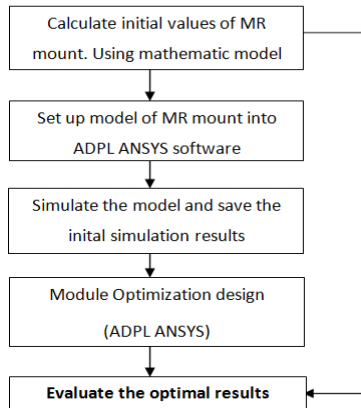 Calculate initial values of MR
mount. Using mathematic model
Set up model of MR mount into
ADPL ANSYS software
Simulate the model and save the
inital simulation results
Module Optimization design
(ADPL ANSYS)
Evaluate the optimal results